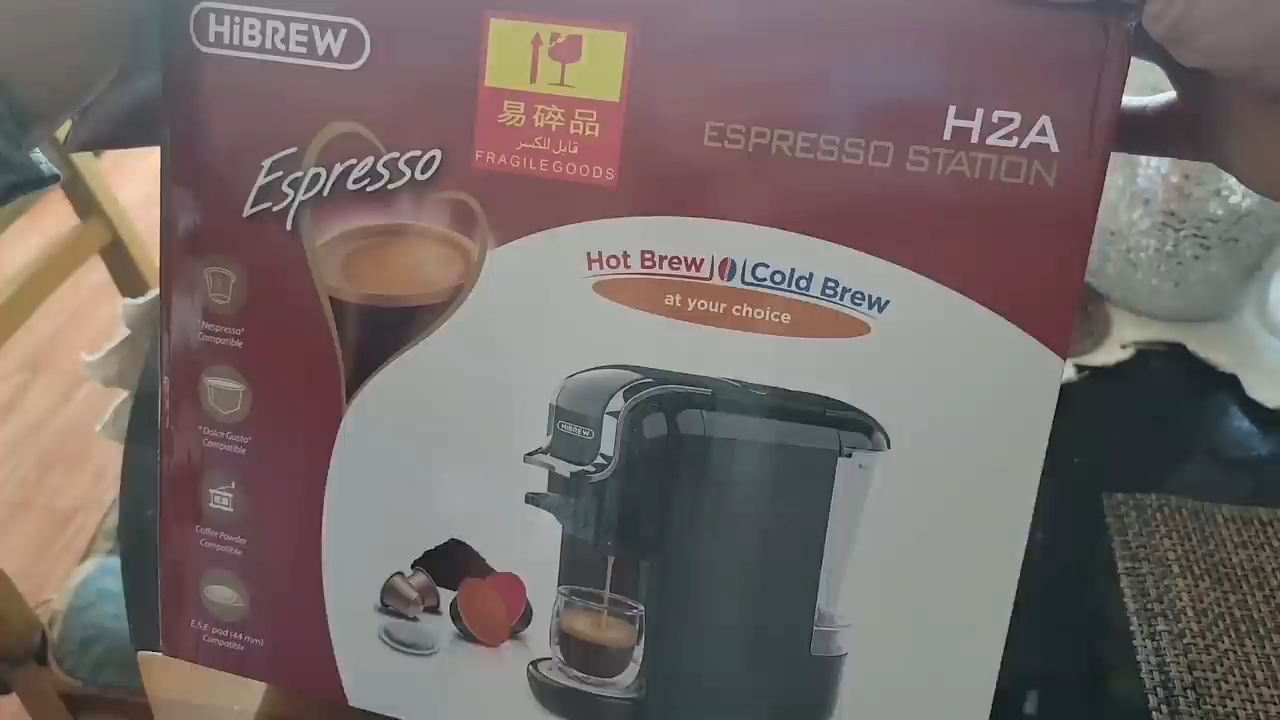 HiBREW
易碎品
قابل للكسر
FRAGILEGOODS
H2A
ESPRESSO STATION
Espresso
Hot Brew Cold Brew
at your choice
"Nespresso"
Compatible
"Dolce Gusto"
Compatible
Coffee Powder
Compatible
E.S.E. pod (44 mm)
Compatible
HiBREW